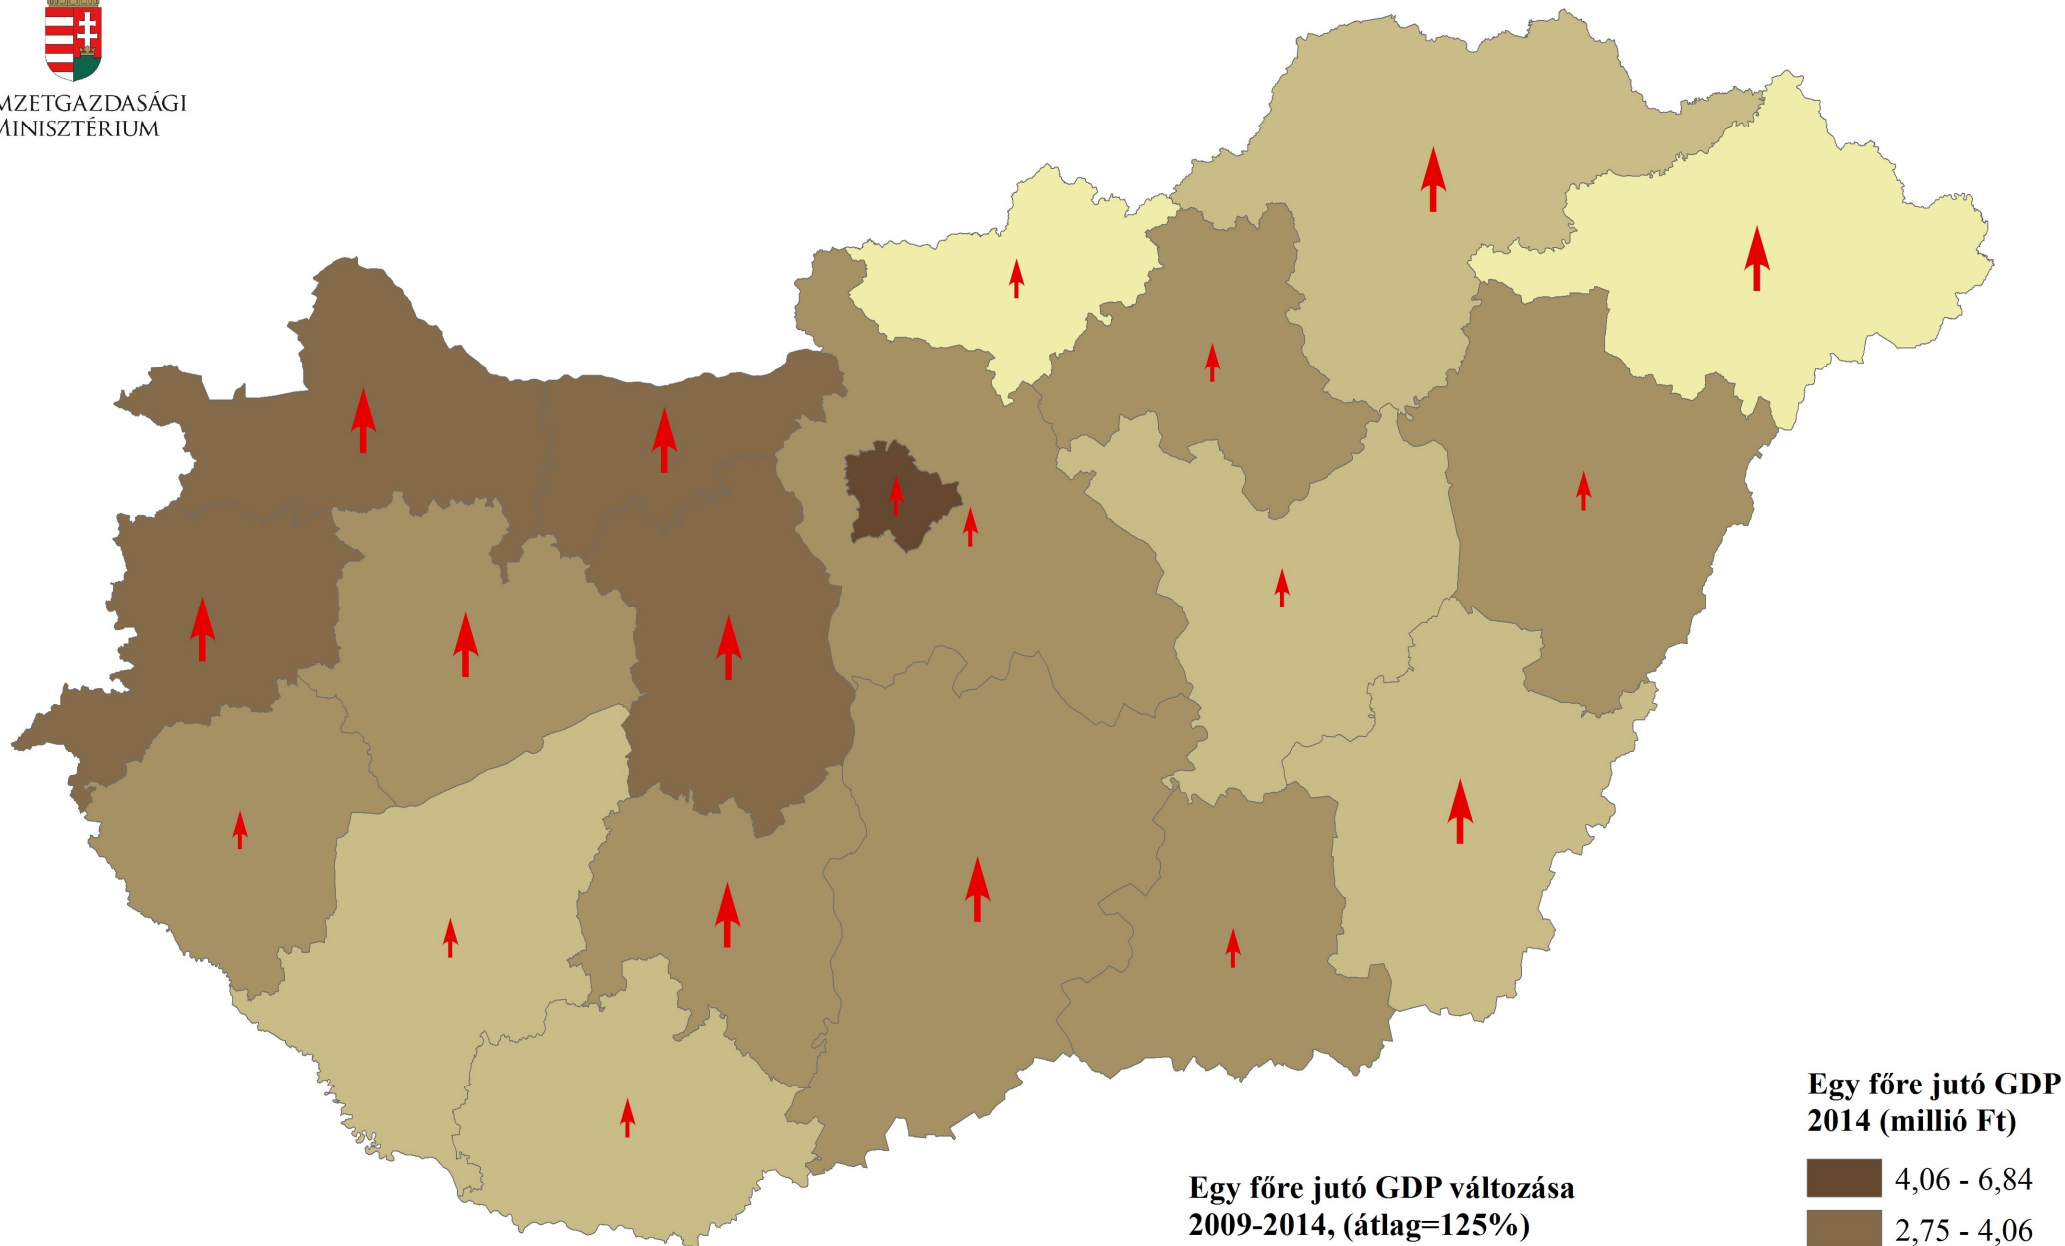 MZETGAZDASÁGI
MINISZTÉRIUM
Egy főre jutó GDP
2014 (millió Ft)
4,06 - 6,84
2,75 - 4,06
Egy főre jutó GDP változása
2009-2014, (átlag=125%)